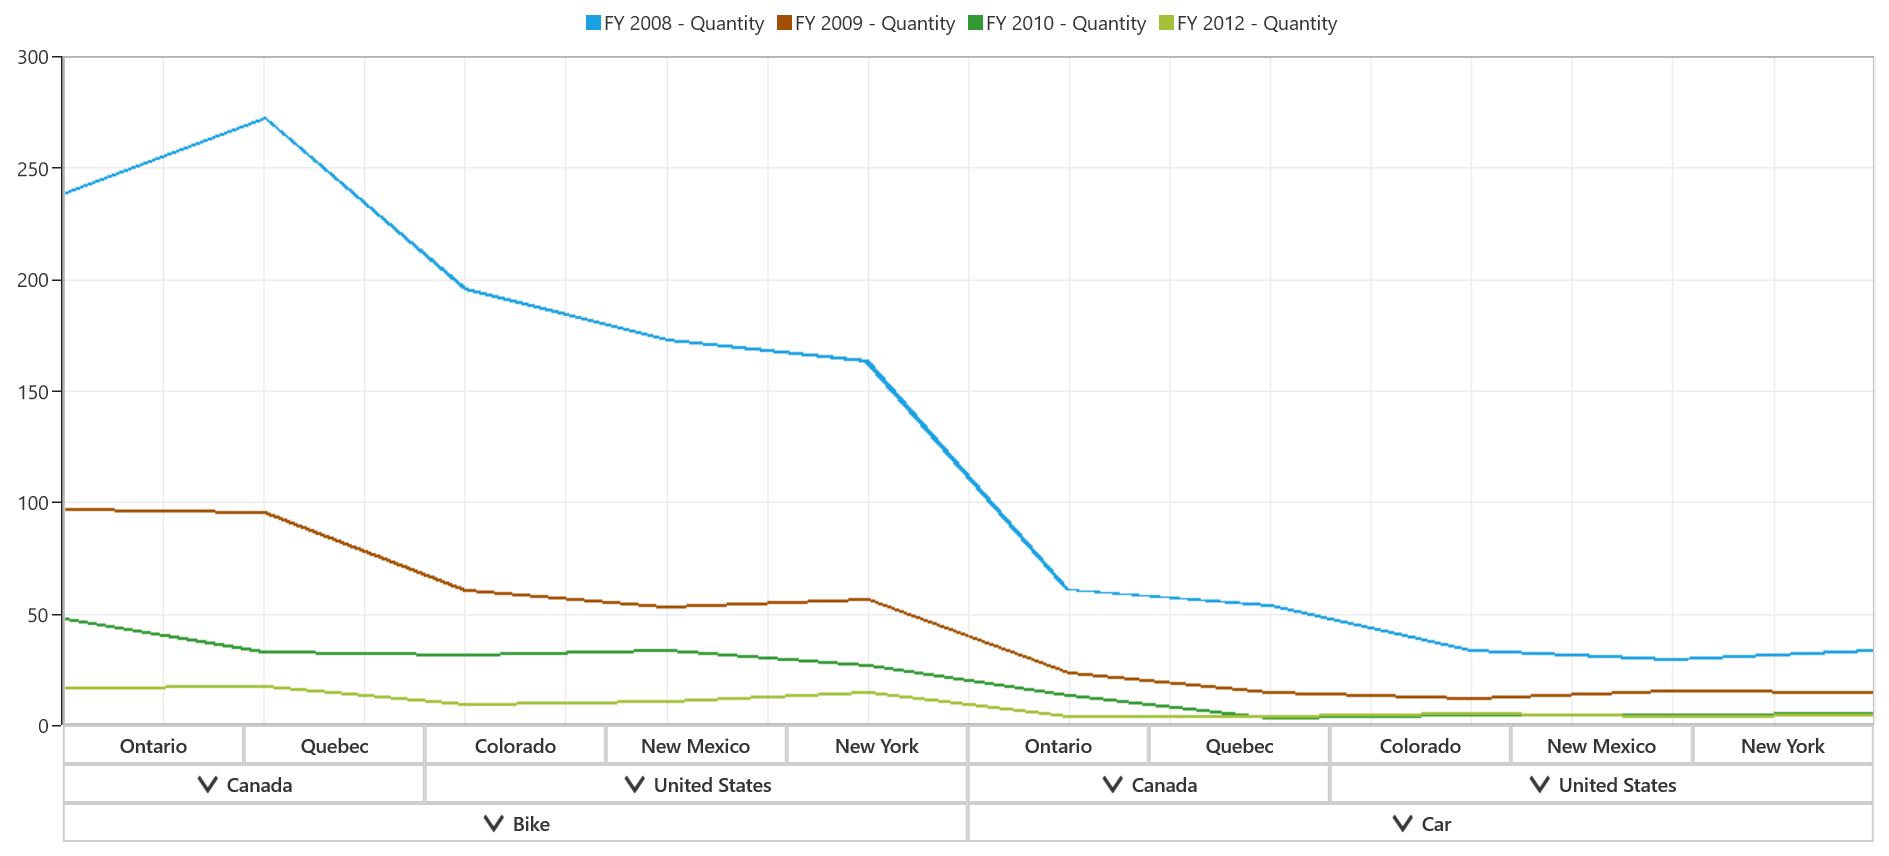 FY 2008 - Quantity FY 2009 - Quantity FY 2010 - Quantity FY 2012 - Quantity
300
250
200
150
100
50
0
Ontario Quebec Colorado New Mexico New York Ontario Quebec Colorado New Mexico New York
Canada United States Canada United States
Bike Car